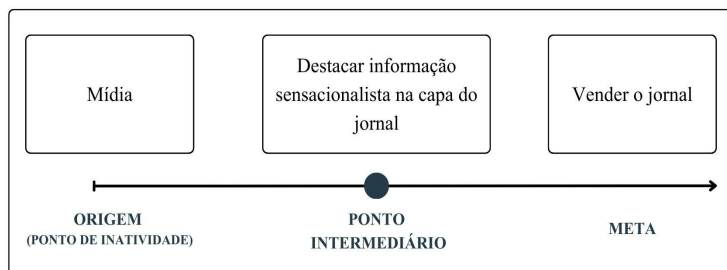 Mídia
Destacar informação
sensacionalista na capa do
jornal
Vender o jornal
ORIGEM
(PONTO DE INATIVIDADE)
PONTO
INTERMEDIÁRIO
META